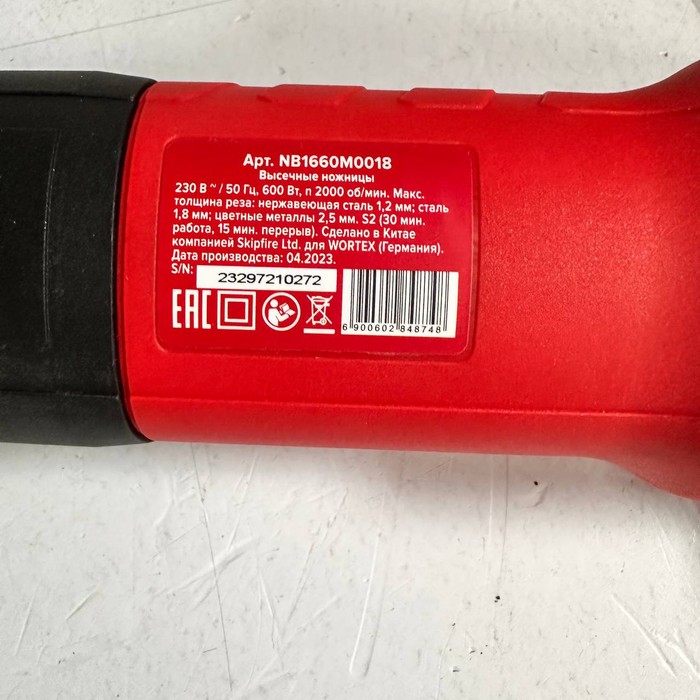 Арт. NB1660M0018
Высечные ножницы
230 В ~ / 50 Гц, 600 Вт, n 2000 об/мин. Макс.
толщина реза: нержавеющая сталь 1,2 мм; сталь
1,8 мм; цветные металлы 2,5 мм. S2 (30 мин.
работа, 15 мин. перерыв). Сделано в Китае
компанией Skipfire Ltd. для WORTEX (Германия).
Дата производства: 04.2023.
S/N: 23297210272
EAC
6 900602 848748